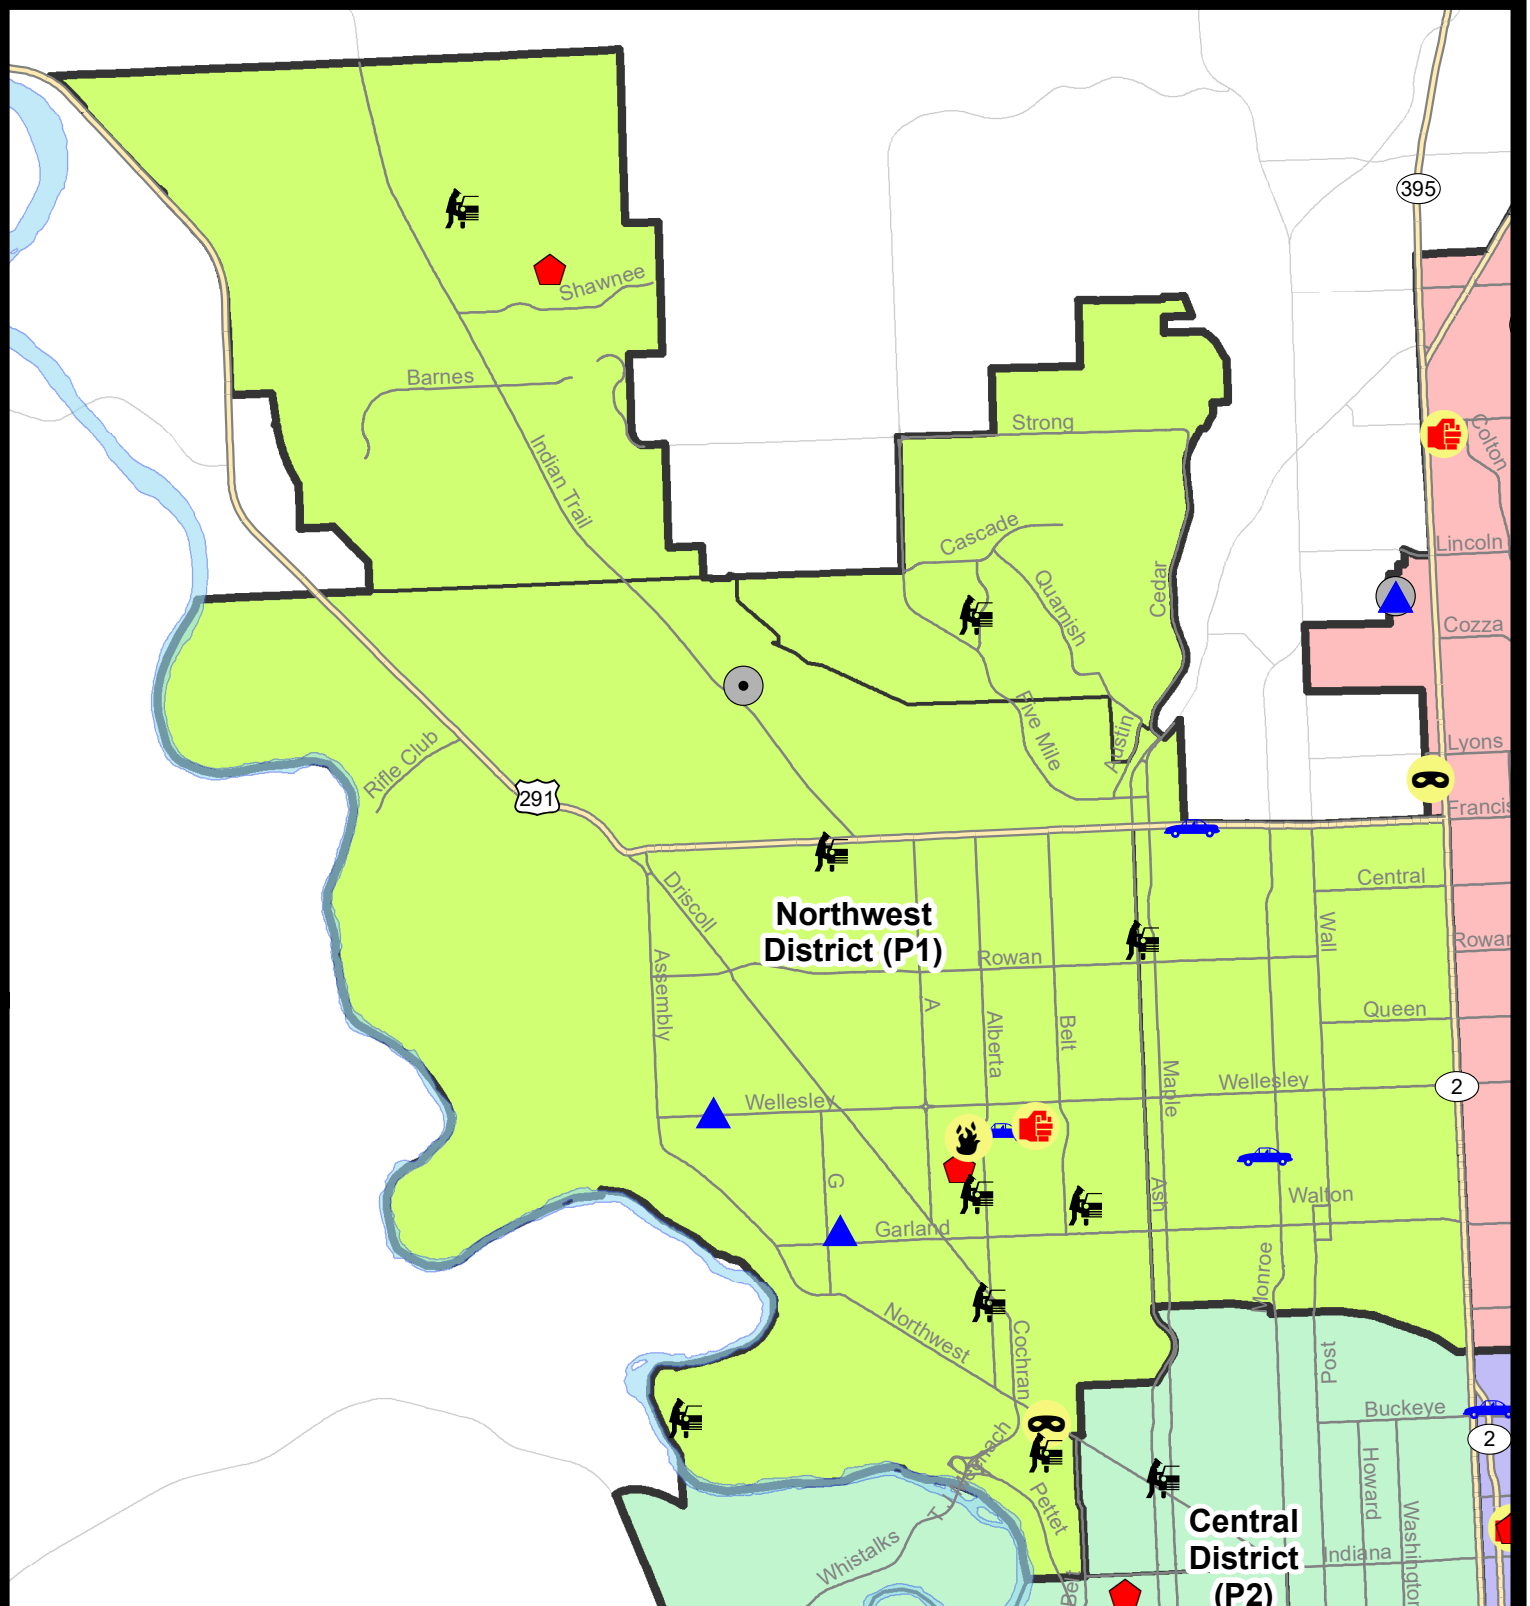 395
Shawnee
Barnes
Strong
Colton
Indian Trail
Cascade
Lincoln
Quamish
Cedar
Cozza
Five Mile
Austin
Lyons
Rifle Club
291
Francis
Driscoll
Central
Northwest
District (P1)
Wall
Rowan
Rowan
Assembly
A
Alberta
Belt
Queen
Maple
Wellesley
Wellesley
2
G
Ash
Walton
Garland
Monroe
Northwest
Cochran
Post
Buckeye
2
Howard
Washington
Pettet
Central
District
(P2)
Indiana
Whistalks